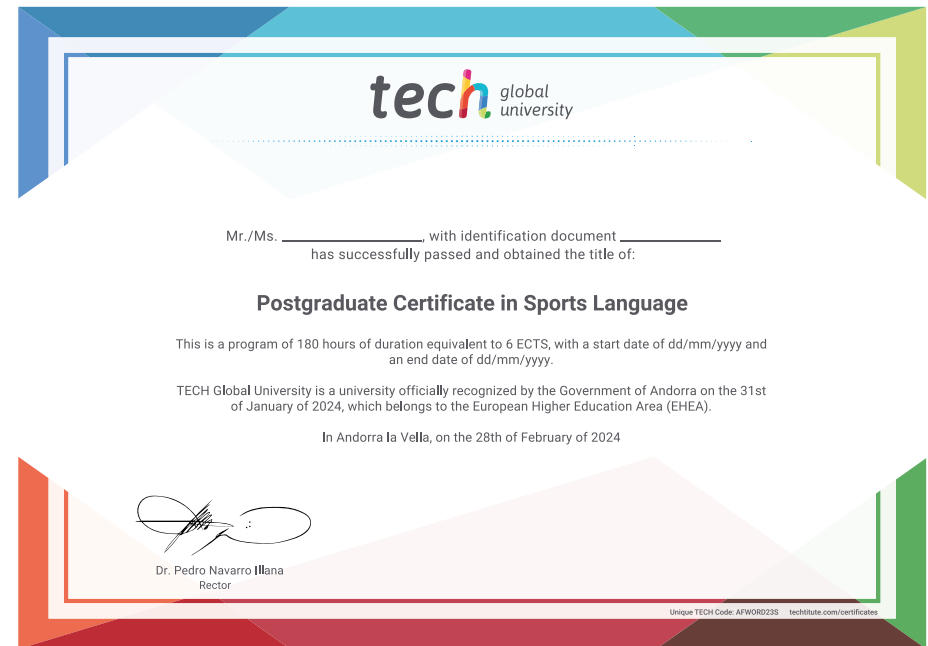 tech global
university
Mr./Ms. ____________, with identification document ____________
has successfully passed and obtained the title of:
Postgraduate Certificate in Sports Language
This is a program of 180 hours of duration equivalent to 6 ECTS, with a start date of dd/mm/yyyy and
an end date of dd/mm/yyyy.
TECH Global University is a university officially recognized by the Government of Andorra on the 31st
of January of 2024, which belongs to the European Higher Education Area (EHEA).
In Andorra la Vella, on the 28th of February of 2024
Dr. Pedro Navarro Illana
Rector
Unique TECH Code: AFWORD23S techtitute.com/certificates